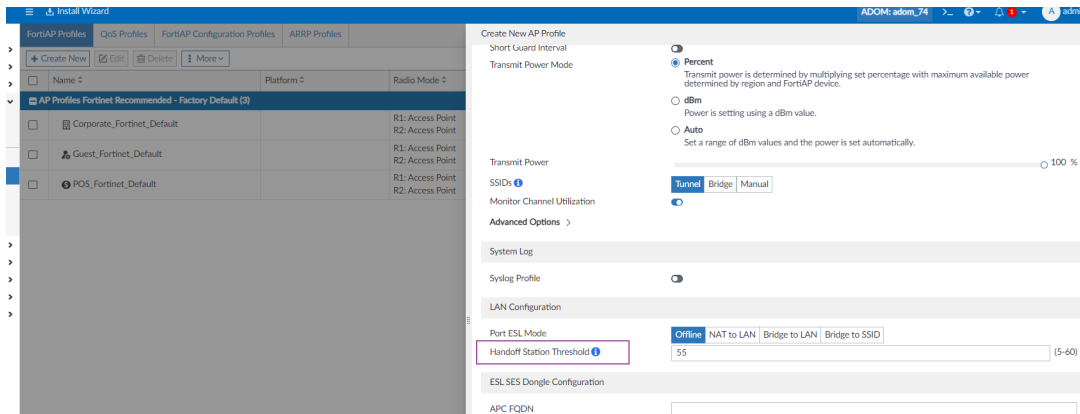 Install Wizard
ADOM: adom_74
>_
1
A
FortiAP Profiles
QoS Profiles
FortiAP Configuration Profiles
ARRP Profiles
+ Create New
Edit
Delete
More
Name
Platform
Radio Mode
AP Profiles Fortinet Recommended - Factory Default (3)
Corporate_Fortinet_Default
R1: Access Point
R2: Access Point
Guest_Fortinet_Default
R1: Access Point
R2: Access Point
POS_Fortinet_Default
R1: Access Point
R2: Access Point
Create New AP Profile
Short Guard Interval
Transmit Power Mode
Percent
Transmit power is determined by multiplying set percentage with maximum available power
determined by region and FortiAP device.
dBm
Power is setting using a dBm value.
Auto
Set a range of dBm values and the power is set automatically.
Transmit Power
100 %
SSIDs
Tunnel Bridge Manual
Monitor Channel Utilization
Advanced Options >
System Log
Syslog Profile
LAN Configuration
Port ESL Mode
Offline NAT to LAN Bridge to LAN Bridge to SSID
Handoff Station Threshold
55
(5-60)
ESL SES Dongle Configuration
APC FQDN